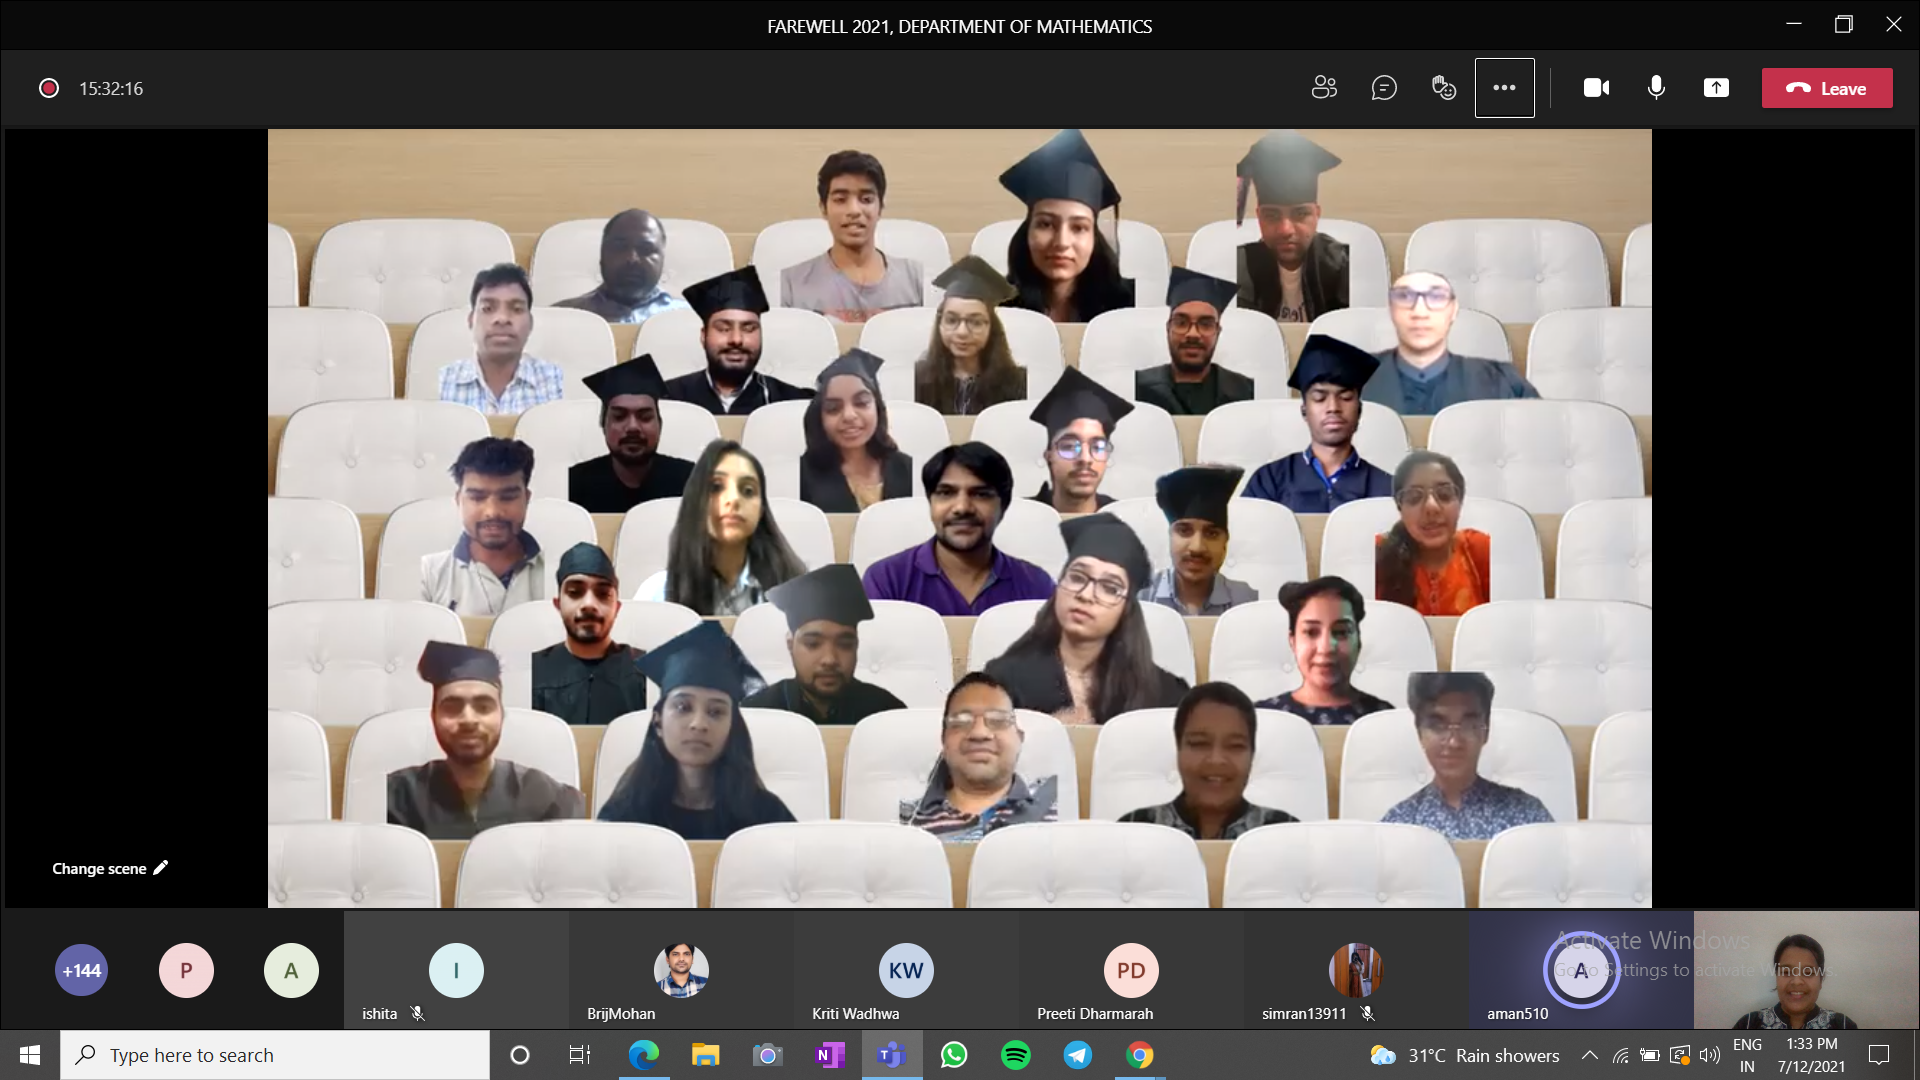 FAREWELL 2021, DEPARTMENT OF MATHEMATICS
15:32:16
Leave
Change scene
+144
P
A
I
KW
PD
A
ishita
BrijMohan
Kriti Wadhwa
Preeti Dharmarah
simran13911
aman510
Activate Windows
Go to Settings to activate Windows.
Type here to search
N
T
31°C Rain showers
ENG
IN
1:33 PM
7/12/2021